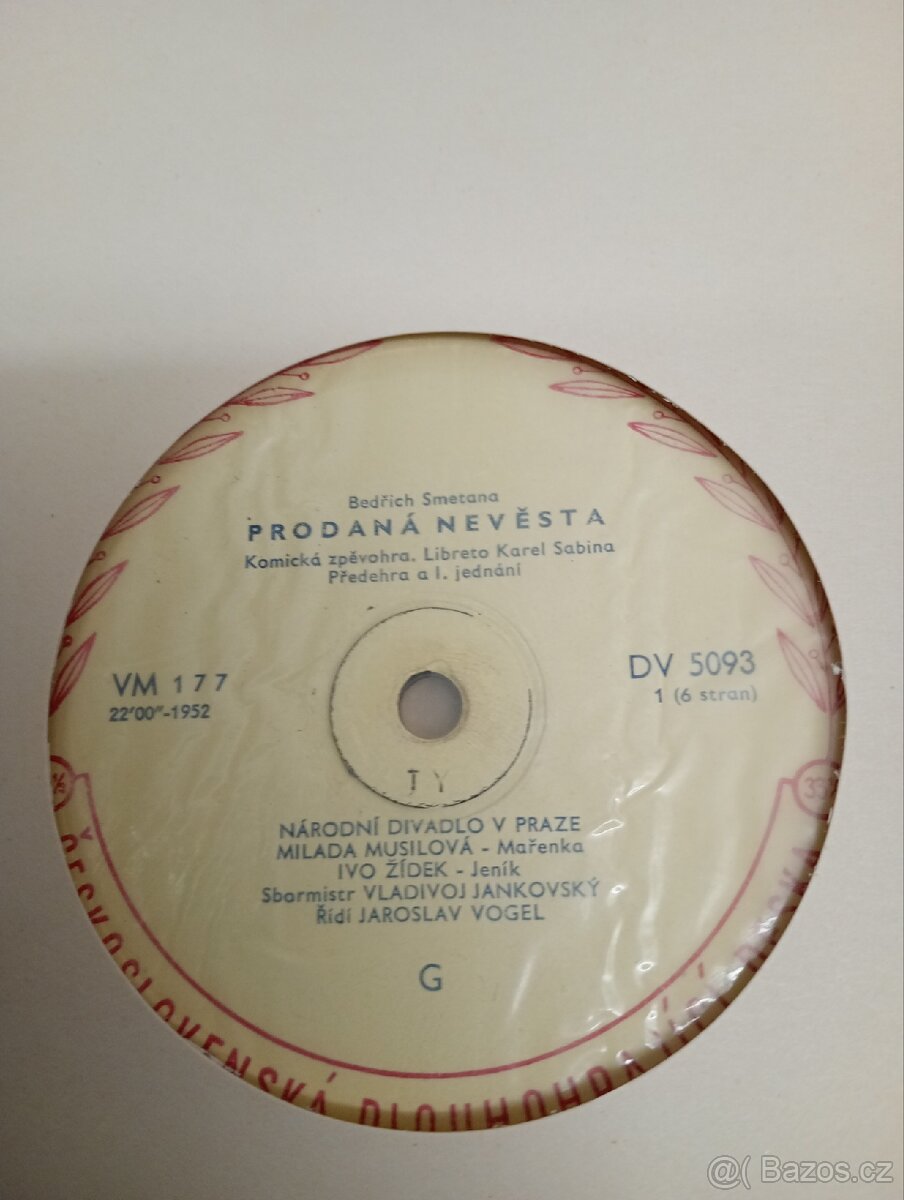 Bedřich Smetana
PRODANÁ NEVĚSTA
Komická zpěvohra. Libreto Karel Sabina
Předehra a I. jednání
VM 177
22'00"-1952
DV 5093
1 (6 stran)
T Y
NÁRODNÍ DIVADLO V PRAZE
MILADA MUSILOVÁ - Mařenka
IVO ŽÍDEK - Jeník
Sbormistr VLADIVOJ JANKOVSKÝ
Řídí JAROSLAV VOGEL
G
ČESKOSLOVENSKÁ DLOUHOHRAJÍCÍ DESKA
@( Bazos.cz